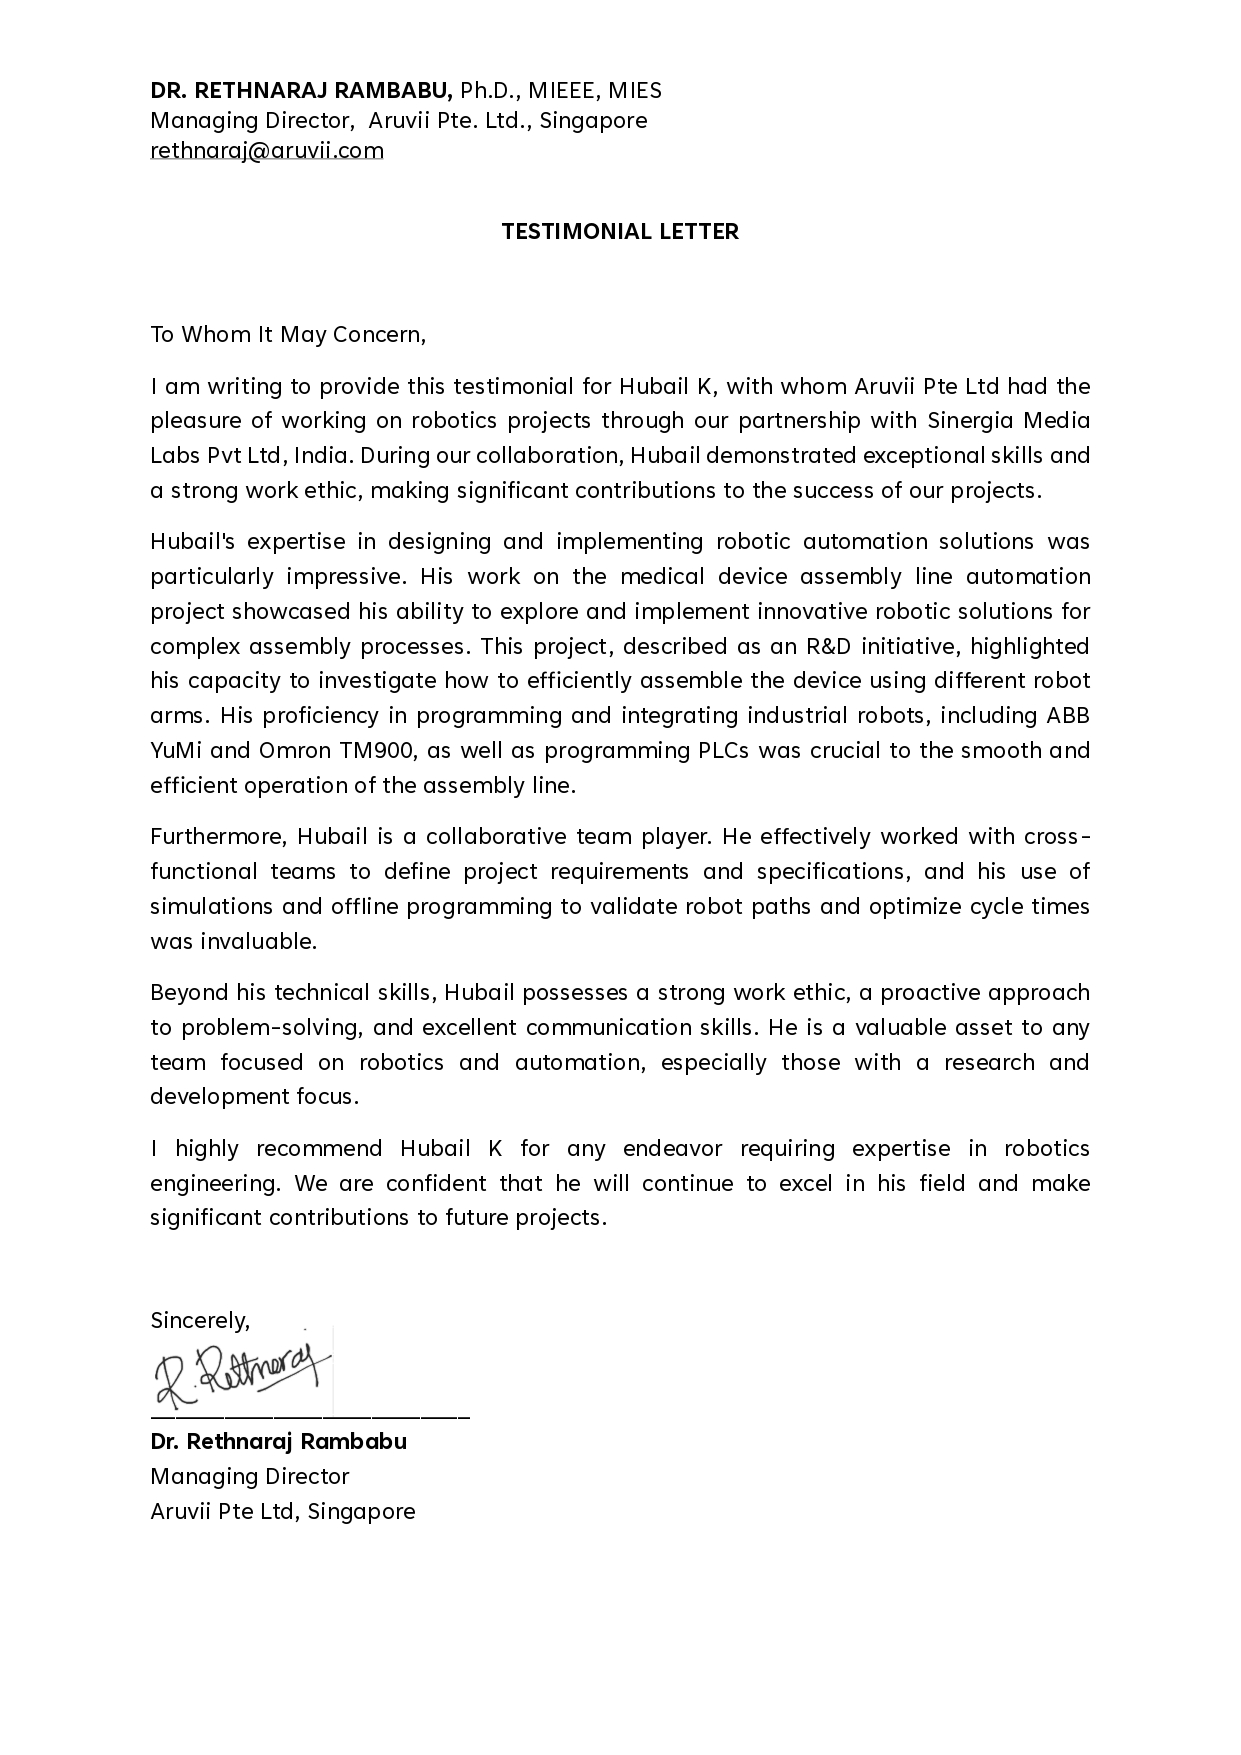 DR. RETHNARAJ RAMBABU, Ph.D., MIEEE, MIES
Managing Director,  Aruvii Pte. Ltd., Singapore
rethnaraj@aruvii.com
TESTIMONIAL LETTER
To Whom It May Concern,
I am writing to provide this testimonial for Hubail K, with whom Aruvii Pte Ltd had the
pleasure of working on robotics projects through our partnership with Sinergia Media
Labs Pvt Ltd, India. During our collaboration, Hubail demonstrated exceptional skills and
a strong work ethic, making significant contributions to the success of our projects.
Hubail's expertise in designing and implementing robotic automation solutions was
particularly impressive. His work on the medical device assembly line automation
project showcased his ability to explore and implement innovative robotic solutions for
complex assembly processes. This project, described as an R&D initiative, highlighted
his capacity to investigate how to efficiently assemble the device using different robot
arms. His proficiency in programming and integrating industrial robots, including ABB
YuMi and Omron TM900, as well as programming PLCs was crucial to the smooth and
efficient operation of the assembly line.
Furthermore, Hubail is a collaborative team player. He effectively worked with cross-
functional teams to define project requirements and specifications, and his use of
simulations and offline programming to validate robot paths and optimize cycle times
was invaluable.
Beyond his technical skills, Hubail possesses a strong work ethic, a proactive approach
to problem-solving, and excellent communication skills. He is a valuable asset to any
team focused on robotics and automation, especially those with a research and
development focus.
I highly recommend Hubail K for any endeavor requiring expertise in robotics
engineering. We are confident that he will continue to excel in his field and make
significant contributions to future projects.
Sincerely,
R. Rethneraj
Dr. Rethnaraj Rambabu
Managing Director
Aruvii Pte Ltd, Singapore